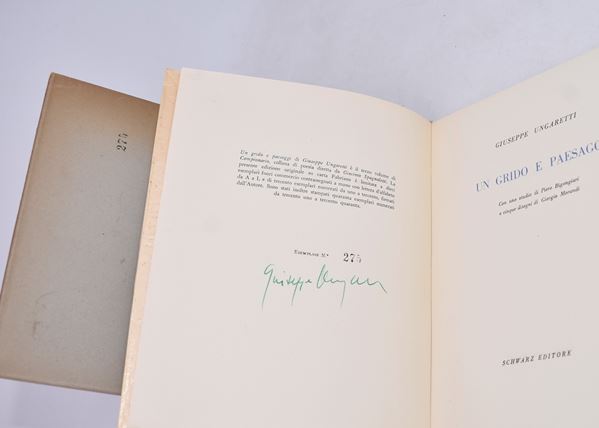 275
Un grido e paesaggi di Giuseppe Ungaretti è il terzo volume di
Campionario, collana di poesia diretta da Giacinto Spagnoletti. La
presente edizione originale su carta Fabriano è limitata a dieci
esemplari fuori commercio contrassegnati a mano con lettera d'alfabeto
da A a L e di trecento esemplari numerati da uno a trecento, firmati
dall'Autore. Sono stati inoltre stampati quaranta esemplari numerati
da trecento uno a trecento quaranta.
Esemplare N° 275
Giuseppe Ungaretti
GIUSEPPE UNGARETTI
UN GRIDO E PAESAGG
Con uno studio di Piero Bigongiari
e cinque disegni di Giorgio Morandi
SCHWARZ EDITORE